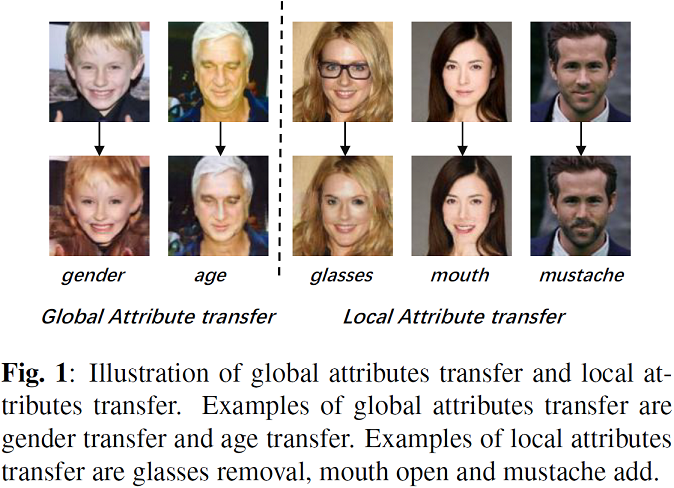 gender age glasses mouth mustache
Global Attribute transfer Local Attribute transfer
Fig. 1: Illustration of global attributes transfer and local at-
tributes transfer. Examples of global attributes transfer are
gender transfer and age transfer. Examples of local attributes
transfer are glasses removal, mouth open and mustache add.